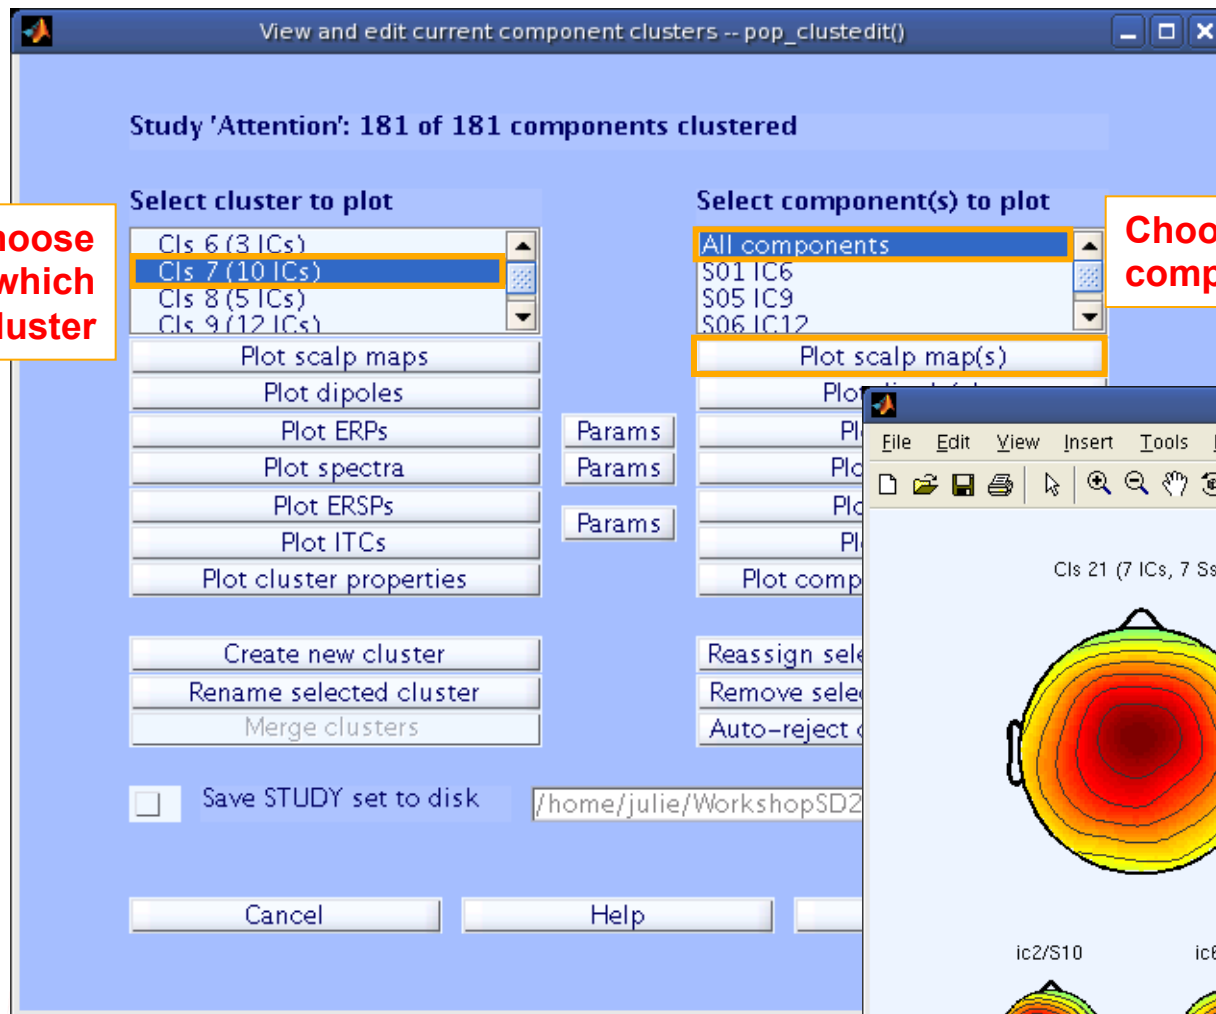 View and edit current component clusters -- pop_clustedit()
Study 'Attention': 181 of 181 components clustered
Select cluster to plot
Select component(s) to plot
Cls 6 (3 ICs)
Cls 7 (10 ICs)
Cls 8 (5 ICs)
Cls 9 (12 ICs)
All components
S01 IC6
S05 IC9
S06 IC12
which
Plot scalp maps
Plot dipoles
Plot ERPs
Plot spectra
Plot ERSPs
Plot ITCs
Plot cluster properties
Params
Params
Params
Plot scalp map(s)
Plot comp
Create new cluster
Rename selected cluster
Merge clusters
Reassign sele
Remove sele
Auto-reject
Save STUDY set to disk
/home/julie/WorkshopSD2
Cancel
Help
File Edit View Insert Tools
Cls 21 (7 ICs, 7 Ss
ic2/S10